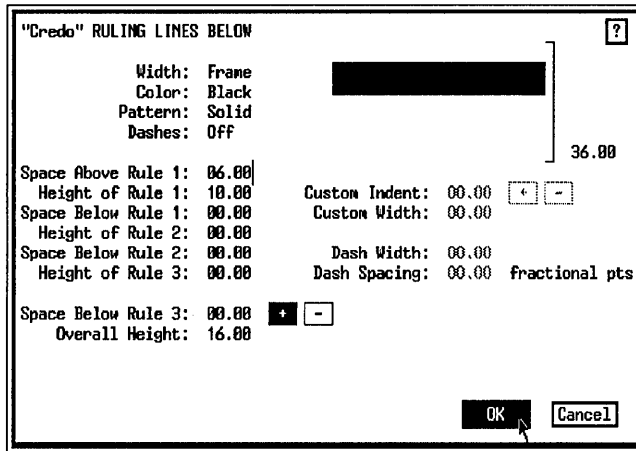 "Credo" RULING LINES BELOW ?
Width: Frame
Color: Black
Pattern: Solid
Dashes: Off
36.00
Space Above Rule 1: 06.00
Height of Rule 1: 10.00 Custom Indent: 00.00 + -
Space Below Rule 1: 00.00 Custom Width: 00.00
Height of Rule 2: 00.00
Space Below Rule 2: 00.00 Dash Width: 00.00
Height of Rule 3: 00.00 Dash Spacing: 00.00 fractional pts
Space Below Rule 3: 00.00 + -
Overall Height: 16.00
OK Cancel